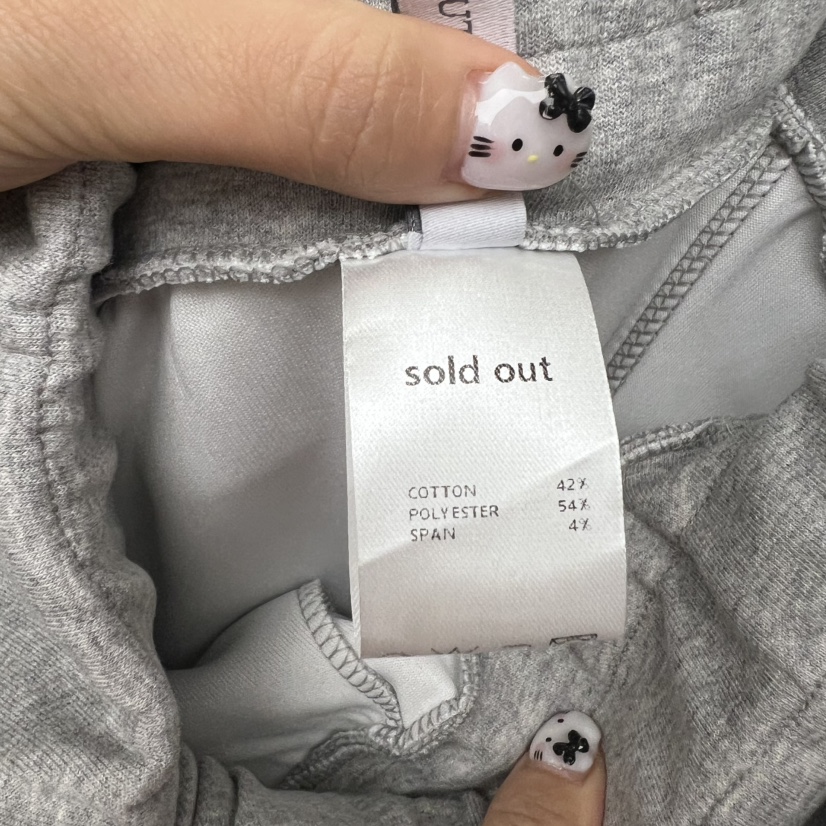 sold out
COTTON 42%
POLYESTER 54%
SPAN 4%